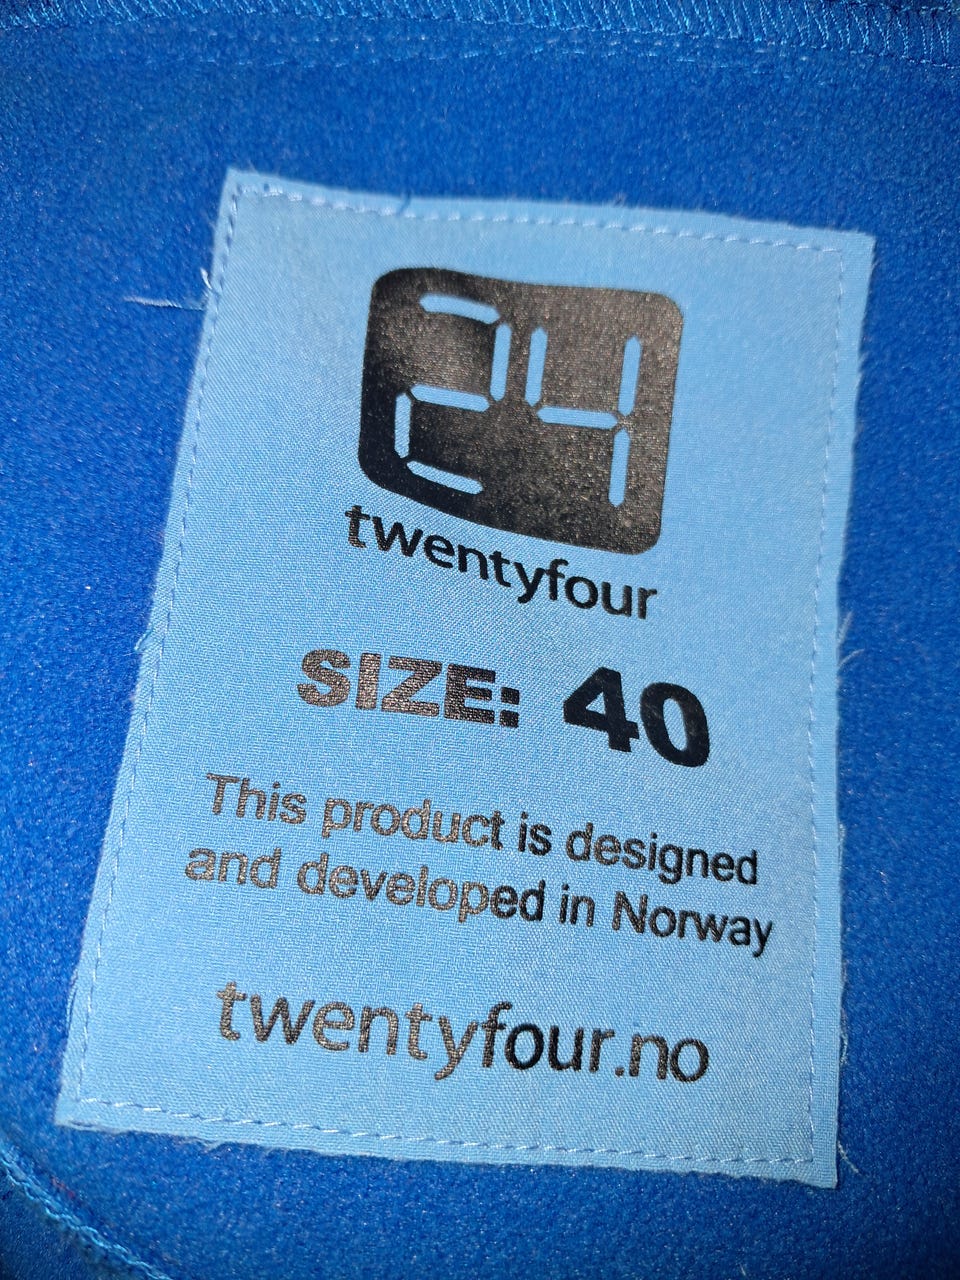 24
twentyfour
SIZE: 40
This product is designed
and developed in Norway
twentyfour.no